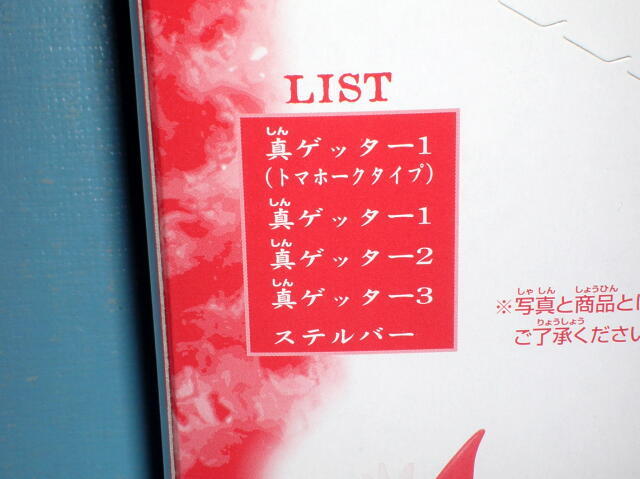 LIST
真ゲッター1
しん
(トマホークタイプ)
真ゲッター1
しん
真ゲッター2
しん
真ゲッター3
しん
ステルバー
※写真と商品と
しゃしん しょうひん
ご了承ください
りょうしょう